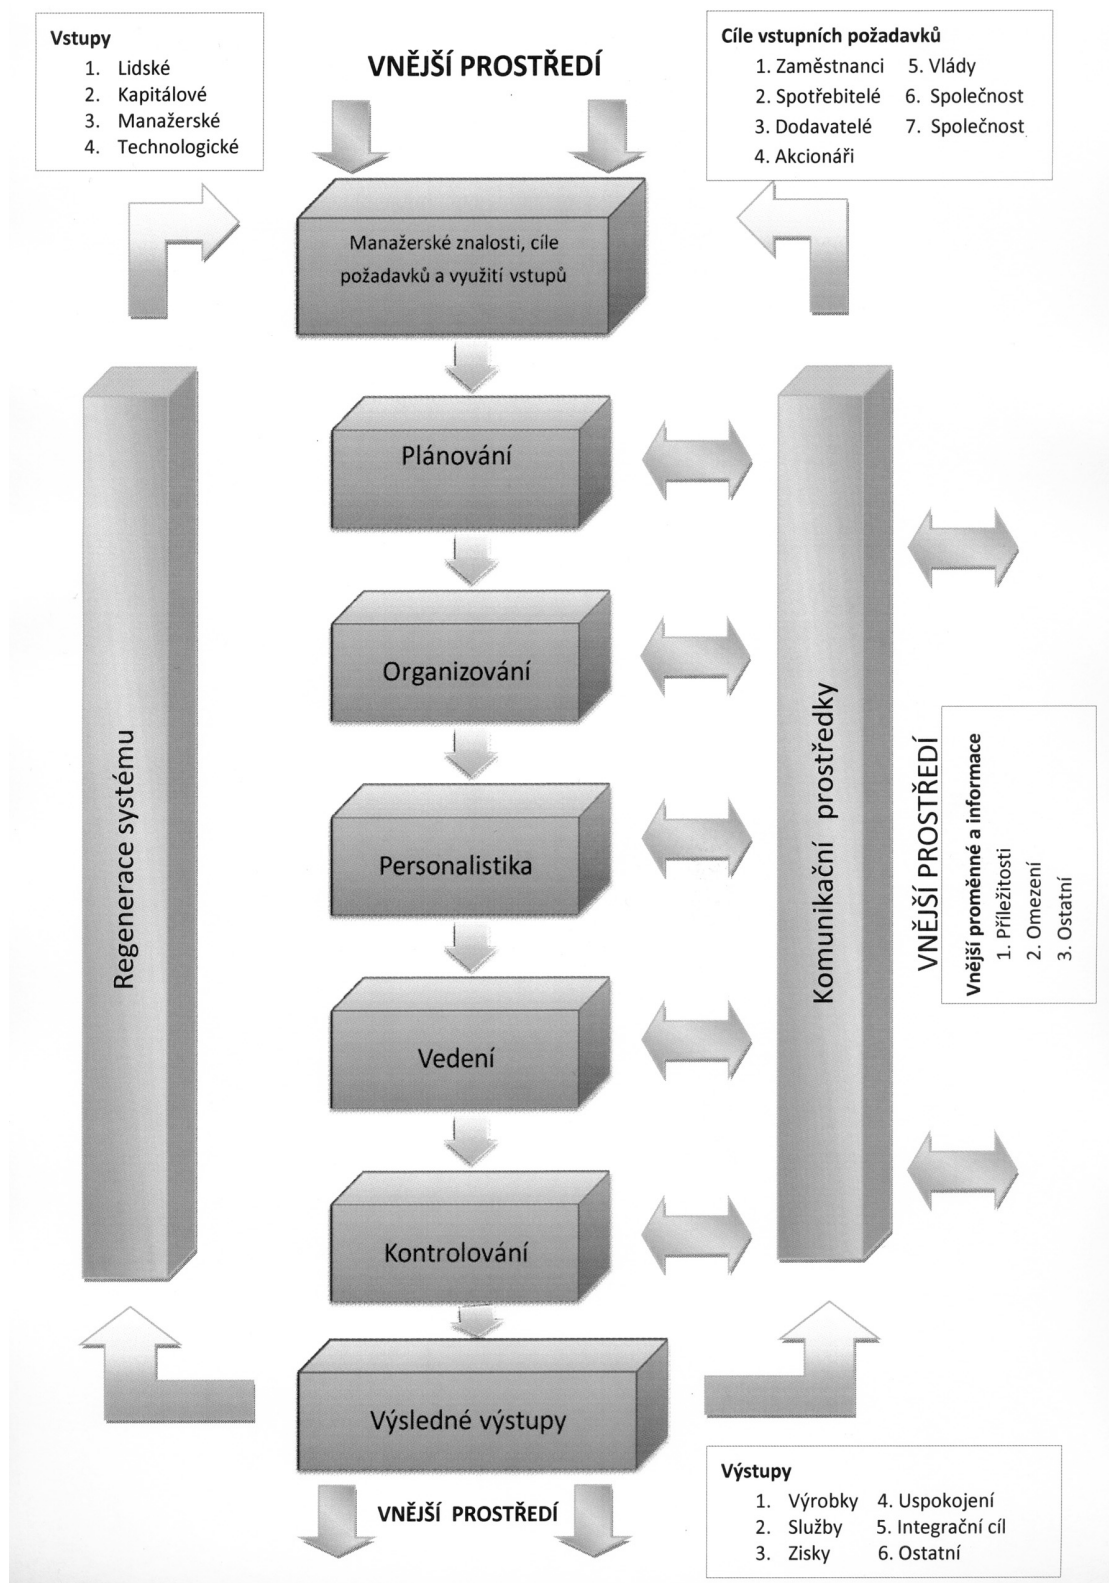 Vstupy
1. Lidské
2. Kapitálové
3. Manažerské
4. Technologické
VNĚJŠÍ PROSTŘEDÍ
Cíle vstupních požadavků
1. Zaměstnanci 5. Vlády
2. Spotřebitelé 6. Společnost
3. Dodavatelé 7. Společnost
4. Akcionáři
Manažerské znalosti, cíle
požadavků a využití vstupů
Plánování
Organizování
Personalistika
Vedení
Kontrolování
Regenerace systému
Komunikační prostředky
VNĚJŠÍ PROSTŘEDÍ
Vnější proměnné a informace
1. Příležitosti
2. Omezení
3. Ostatní
Výsledné výstupy
VNĚJŠÍ PROSTŘEDÍ
Výstupy
1. Výrobky 4. Uspokojení
2. Služby 5. Integrační cíl
3. Zisky 6. Ostatní